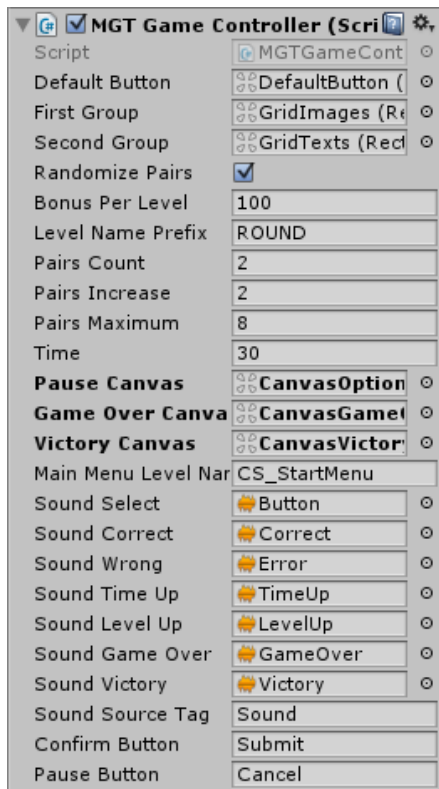 MGT Game Controller (Scri
Script MGTGameCont
Default Button DefaultButton (
First Group GridImages (Re
Second Group GridTexts (Rect
Randomize Pairs
Bonus Per Level 100
Level Name Prefix ROUND
Pairs Count 2
Pairs Increase 2
Pairs Maximum 8
Time 30
Pause Canvas CanvasOption
Game Over Canva CanvasGame
Victory Canvas CanvasVictor
Main Menu Level Nar CS_StartMenu
Sound Select Button
Sound Correct Correct
Sound Wrong Error
Sound Time Up TimeUp
Sound Level Up LevelUp
Sound Game Over GameOver
Sound Victory Victory
Sound Source Tag Sound
Confirm Button Submit
Pause Button Cancel